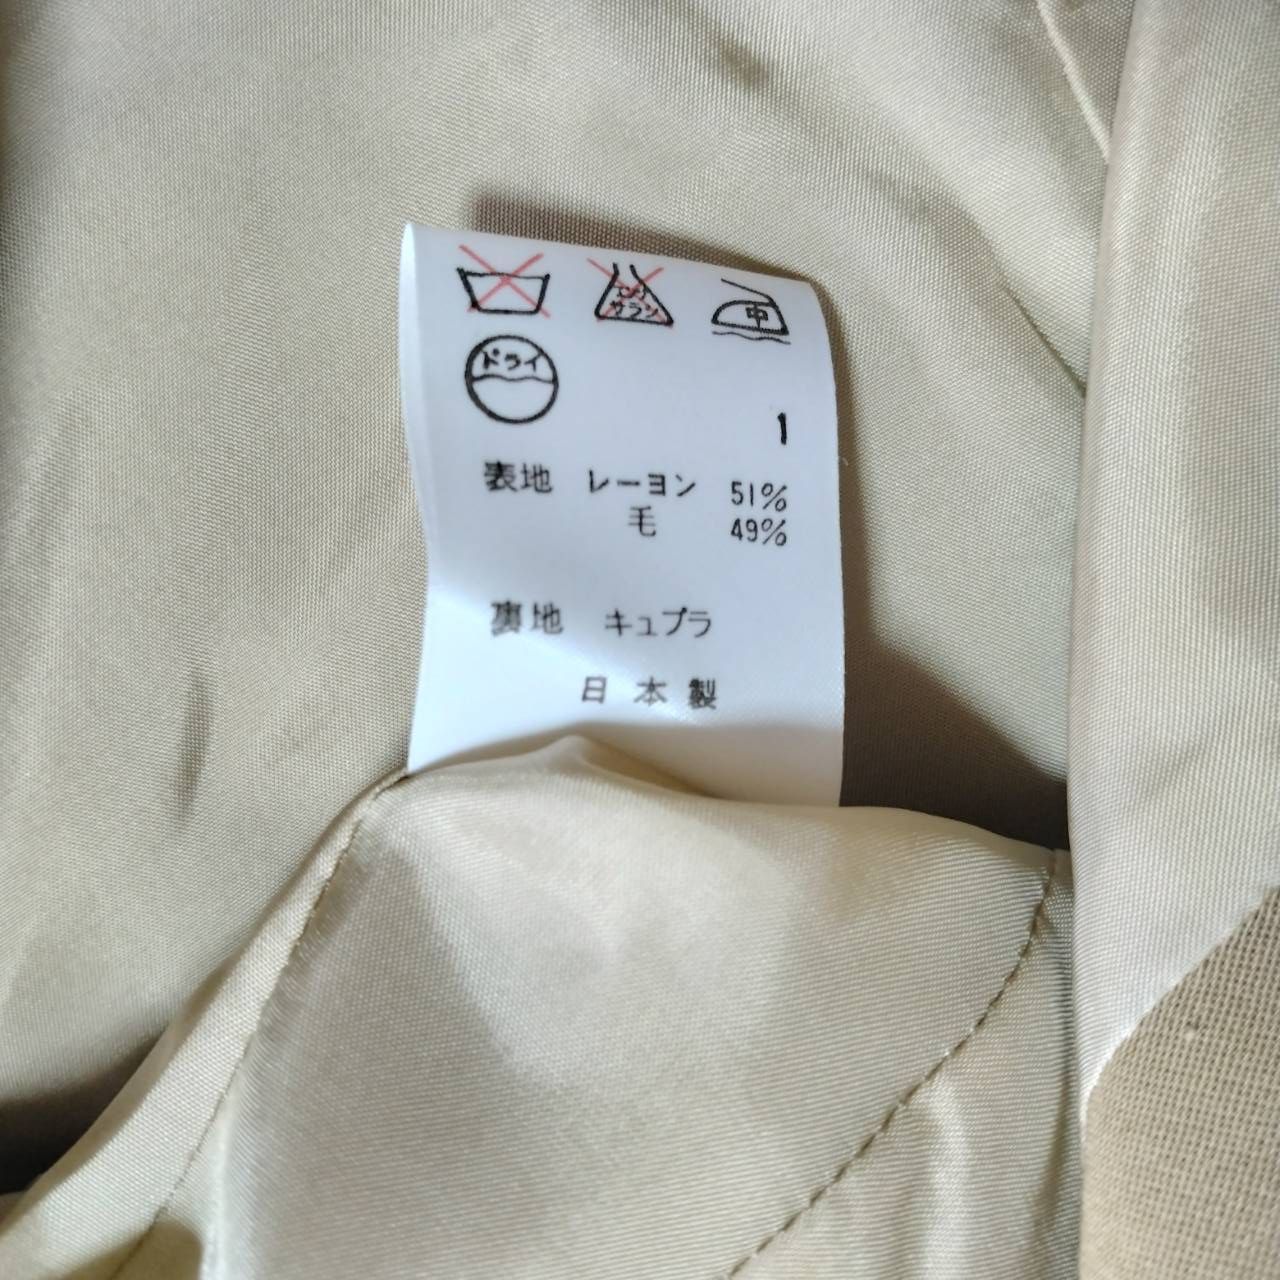 エンソ サラシ
中
ドライ
1
表地 レーヨン 51%
毛 49%
裏地 キュプラ
日本製